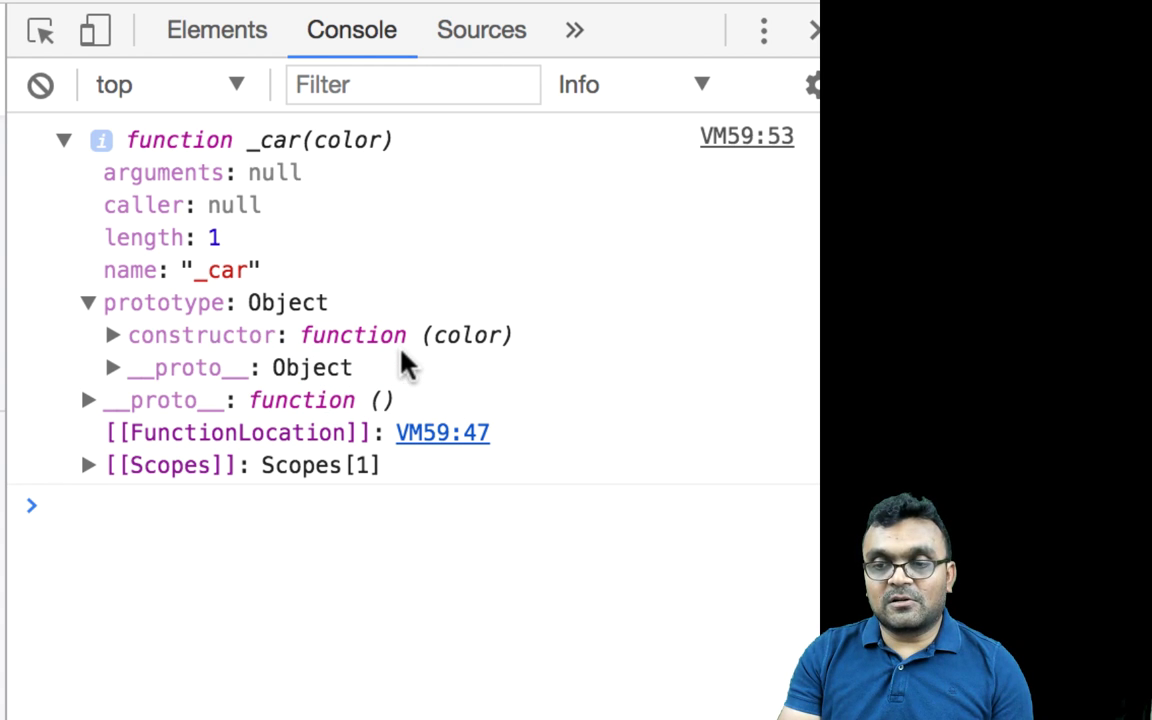 Elements Console Sources »
top Filter Info
function _car(color) VM59:53
arguments: null
caller: null
length: 1
name: "_car"
prototype: Object
constructor: function (color)
__proto__: Object
__proto__: function ()
[[FunctionLocation]]: VM59:47
[[Scopes]]: Scopes[1]